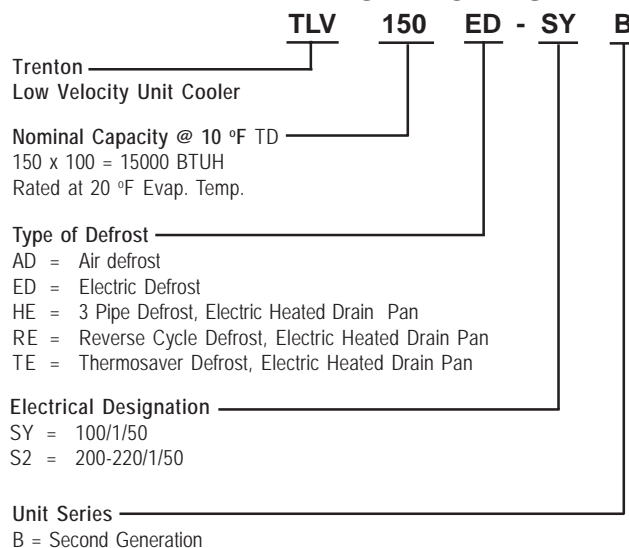 TLV 150 ED - SY B
Trenton
Low Velocity Unit Cooler
Nominal Capacity @ 10 ºF TD
150 x 100 = 15000 BTUH
Rated at 20 ºF Evap. Temp.
Type of Defrost
AD = Air defrost
ED = Electric Defrost
HE = 3 Pipe Defrost, Electric Heated Drain Pan
RE = Reverse Cycle Defrost, Electric Heated Drain Pan
TE = Thermosaver Defrost, Electric Heated Drain Pan
Electrical Designation
SY = 100/1/50
S2 = 200-220/1/50
Unit Series
B = Second Generation